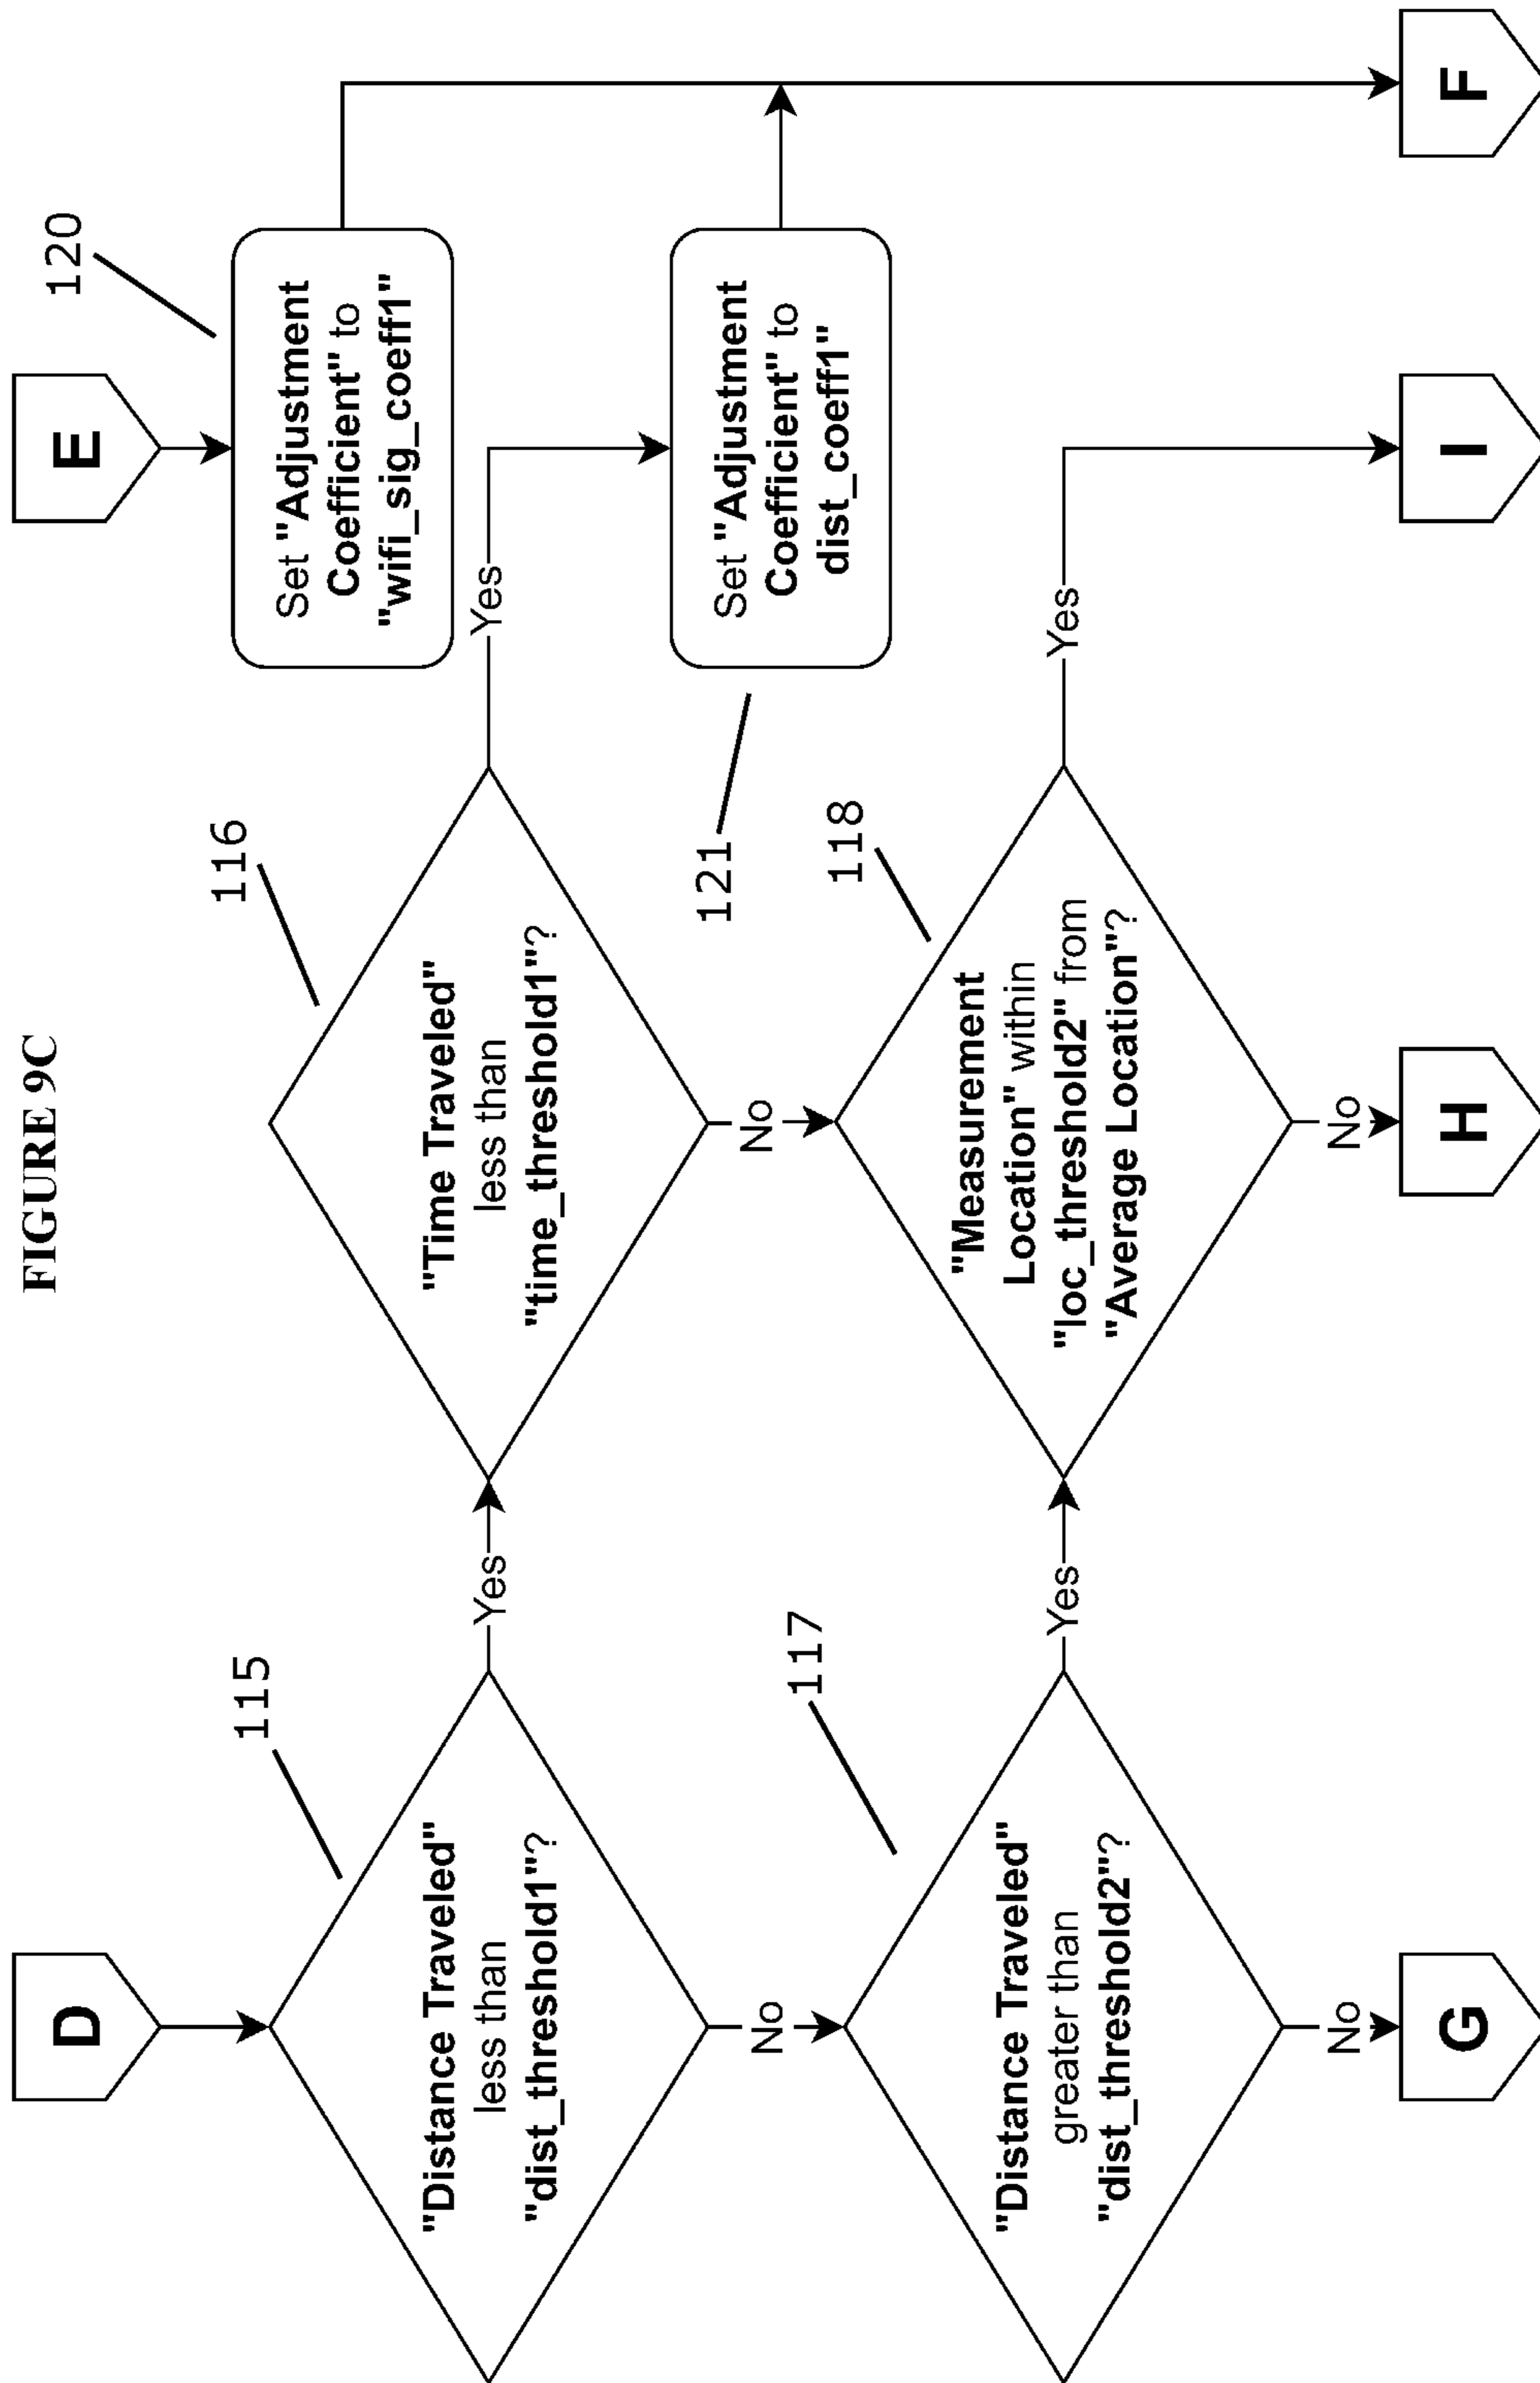 FIGURE 9C
D
E
120
Set "Adjustment
Coefficient" to
"wifi_sig_coeff1"
115
"Distance Traveled"
less than
"dist_threshold1"?
Yes
116
"Time Traveled"
less than
"time_threshold1"?
Yes
No
No
121
Set "Adjustment
Coefficient" to
dist_coeff1"
117
"Distance Traveled"
greater than
"dist_threshold2"?
Yes
118
"Measurement
Location" within
"loc_threshold2" from
"Average Location"?
Yes
No
No
G
H
I
F